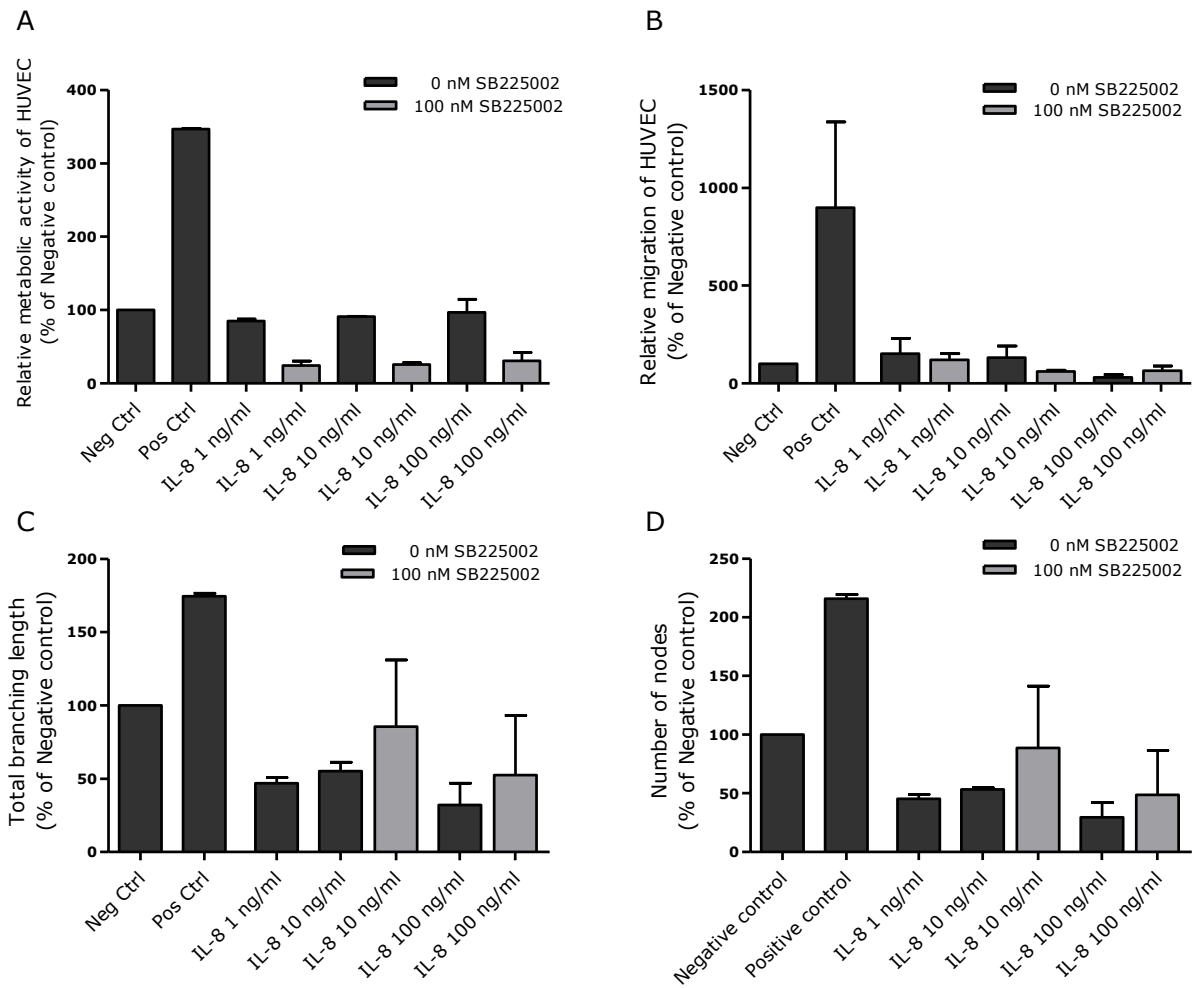 A
Relative metabolic activity of HUVEC
(% of Negative control)
0 nM SB225002
100 nM SB225002
400
300
200
100
0
Neg Ctrl
Pos Ctrl
IL-8 1 ng/ml
IL-8 1 ng/ml
IL-8 10 ng/ml
IL-8 10 ng/ml
IL-8 100 ng/ml
IL-8 100 ng/ml
B
Relative migration of HUVEC
(% of Negative control)
0 nM SB225002
100 nM SB225002
1500
1000
500
0
Neg Ctrl
Pos Ctrl
IL-8 1 ng/ml
IL-8 1 ng/ml
IL-8 10 ng/ml
IL-8 10 ng/ml
IL-8 100 ng/ml
IL-8 100 ng/ml
C
Total branching length
(% of Negative control)
0 nM SB225002
100 nM SB225002
200
150
100
50
0
Neg Ctrl
Pos Ctrl
IL-8 1 ng/ml
IL-8 10 ng/ml
IL-8 10 ng/ml
IL-8 100 ng/ml
IL-8 100 ng/ml
D
Number of nodes
(% of Negative control)
0 nM SB225002
100 nM SB225002
250
200
150
100
50
0
Negative control
Positive control
IL-8 1 ng/ml
IL-8 10 ng/ml
IL-8 10 ng/ml
IL-8 100 ng/ml
IL-8 100 ng/ml